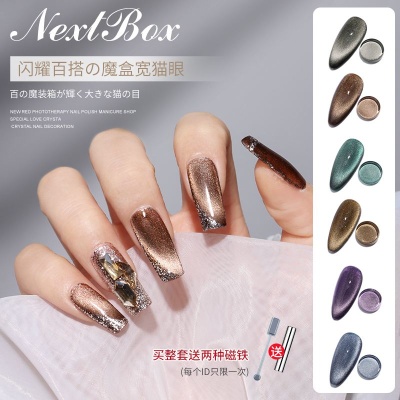 NextBox
闪耀百搭の魔盒宽猫眼
百の魔装箱が輝く大きな猫の目
NEW RED PHOTOTHERAPY NAIL POLISH MANICURE SHOP
SPECIAL LOVE CRYSTA
CRYSTAL NAIL DECORATION
买整套送两种磁铁
(每个ID只限一次)
送